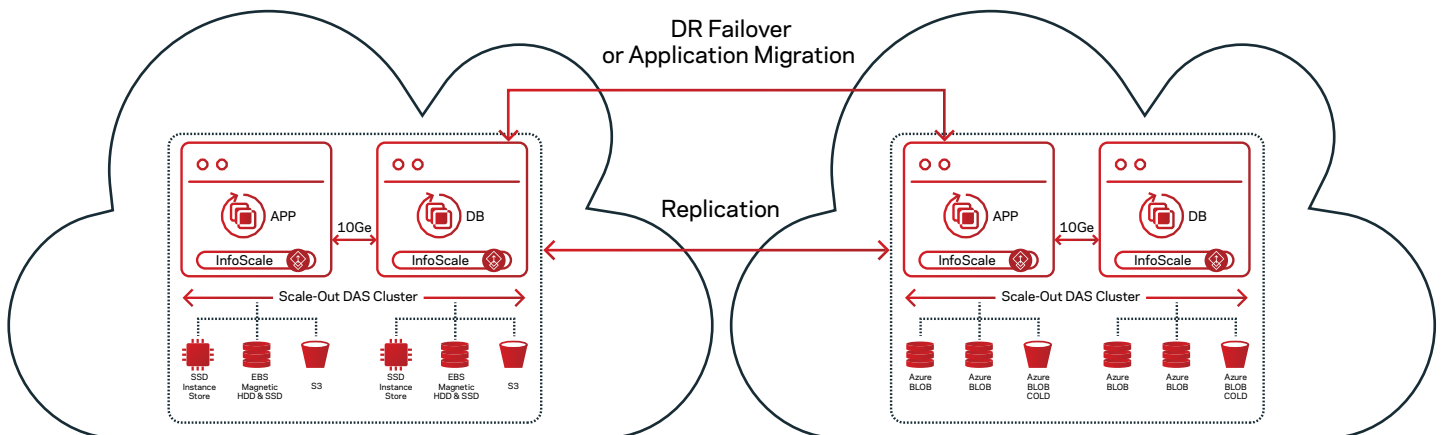 DR Failover
or Application Migration
APP
10Ge
DB
InfoScale
InfoScale
Scale-Out DAS Cluster
SSD
Instance
Store
EBS
Magnetic
HDD & SSD
S3
SSD
Instance
Store
EBS
Magnetic
HDD & SSD
S3
Replication
APP
10Ge
DB
InfoScale
InfoScale
Scale-Out DAS Cluster
Azure
BLOB
Azure
BLOB
Azure
BLOB
COLD
Azure
BLOB
Azure
BLOB
Azure
BLOB
COLD